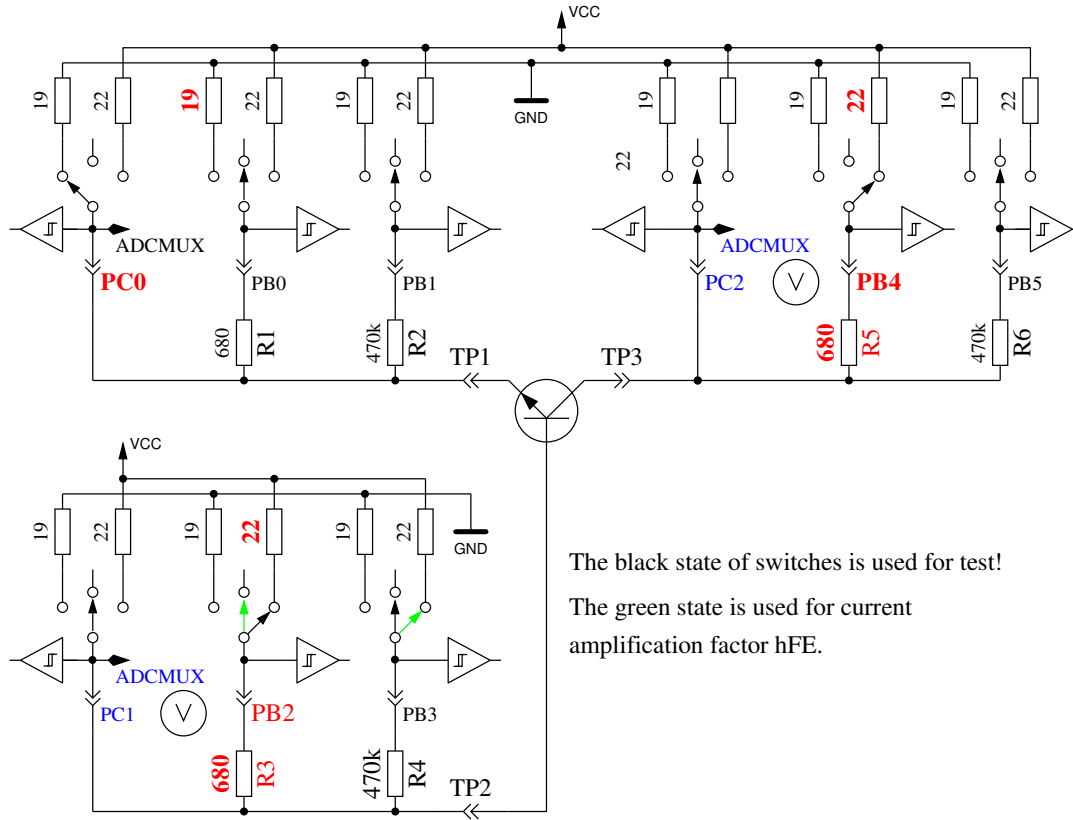 VCC
19
22
19
22
19
22
GND
19
22
19
22
19
22
22
ADCMUX
ADCMUX
PC0
PB0
PB1
PC2
V
PB4
PB5
680
R1
470k
R2
680
R5
470k
R6
TP1
TP3
VCC
19
22
19
22
19
22
GND
The black state of switches is used for test!
The green state is used for current
amplification factor hFE.
ADCMUX
PC1
V
PB2
PB3
680
R3
470k
R4
TP2